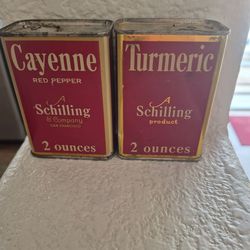 Cayenne
RED PEPPER
A
Schilling
& Company
SAN FRANCISCO
2 ounces
Turmeric
A
Schilling
product
2 ounces